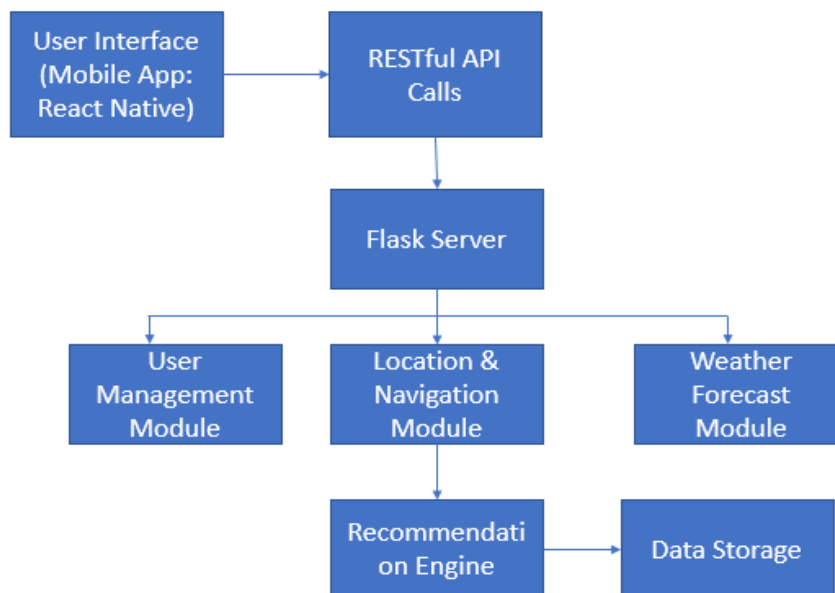 User Interface
(Mobile App:
React Native)
RESTful API
Calls
Flask Server
User
Management
Module
Location &
Navigation
Module
Weather
Forecast
Module
Recommendati
on Engine
Data Storage